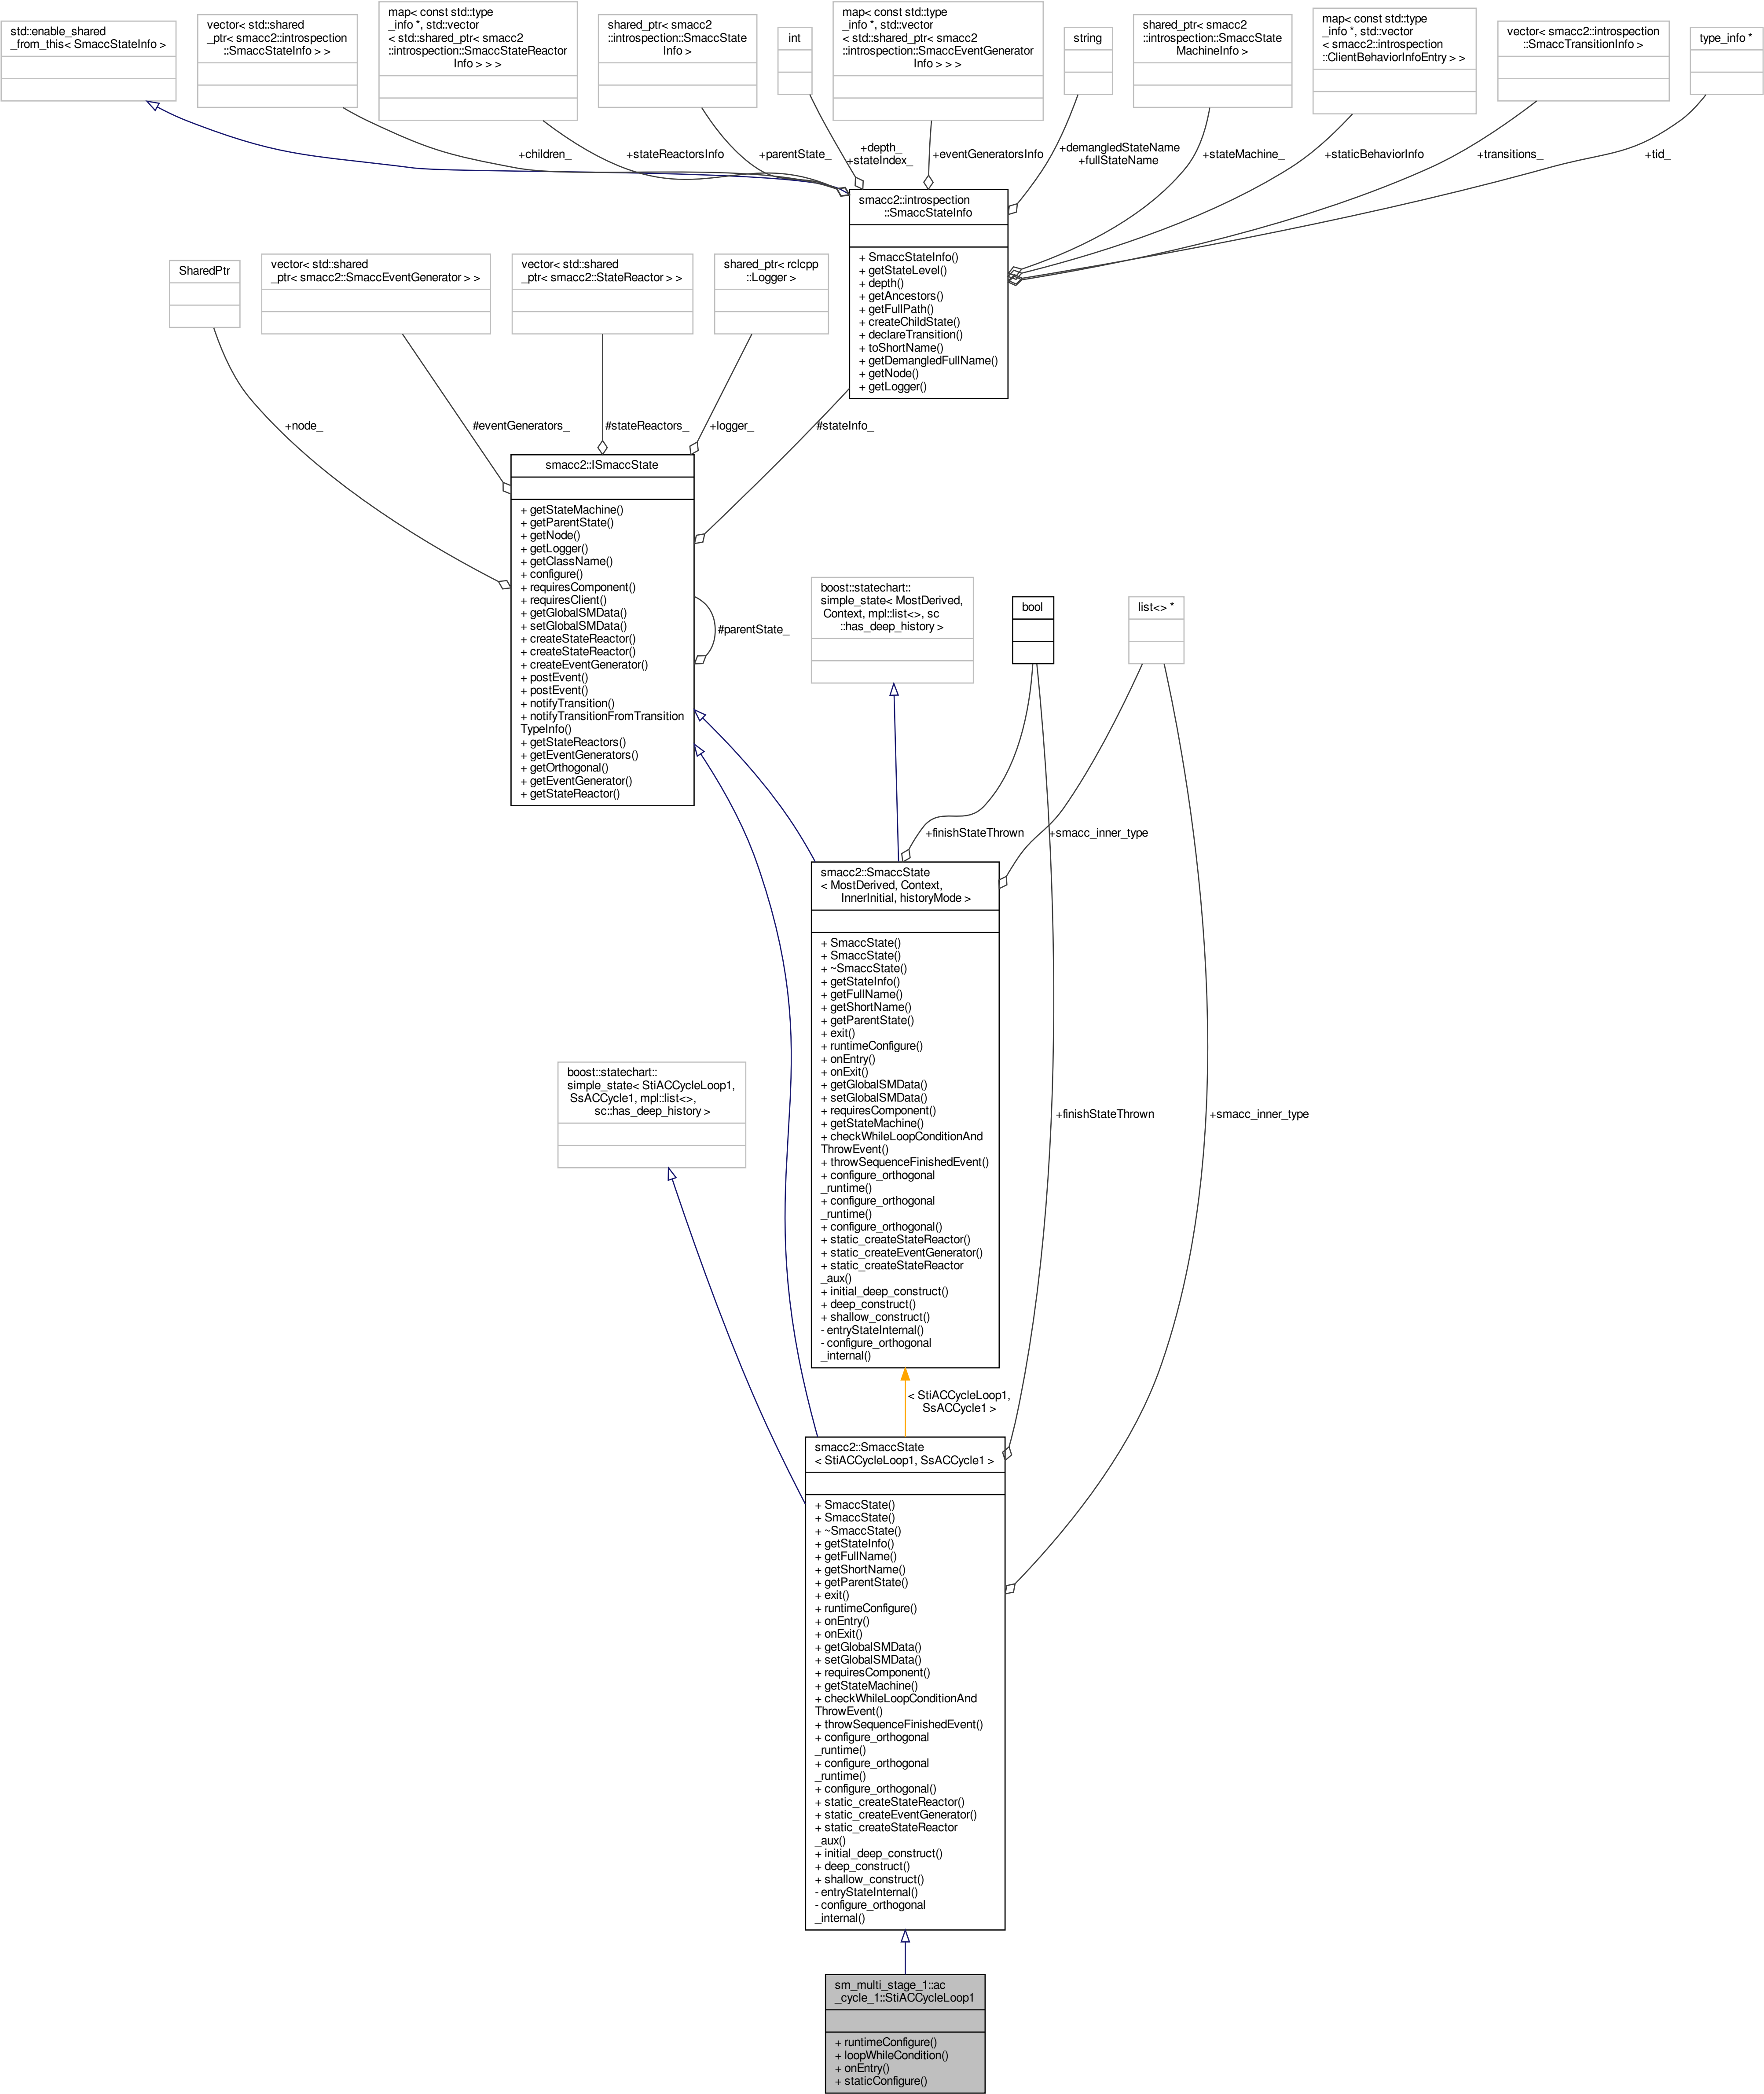 std::enable_shared
_from_this< SmaccStateInfo >
vector< std::shared
_ptr< smacc2::introspection
::SmaccStateInfo > >
map< const std::type
_info *, std::vector
< std::shared_ptr< smacc2
::introspection::SmaccStateReactor
Info > > >
shared_ptr< smacc2
::introspection::SmaccState
Info >
int
map< const std::type
_info *, std::vector
< std::shared_ptr< smacc2
::introspection::SmaccEventGenerator
Info > > >
string
shared_ptr< smacc2
::introspection::SmaccState
MachineInfo >
map< const std::type
_info *, std::vector
< smacc2::introspection
::ClientBehaviorInfoEntry > >
vector< smacc2::introspection
::SmaccTransitionInfo >
type_info *
+children_
+stateReactorsInfo
+parentState_
+depth_
+stateIndex_
+eventGeneratorsInfo
+demangledStateName
+fullStateName
+stateMachine_
+staticBehaviorInfo
+transitions_
+tid_
smacc2::introspection
::SmaccStateInfo
+ SmaccStateInfo()
+ getStateLevel()
+ depth()
+ getAncestors()
+ getFullPath()
+ createChildState()
+ declareTransition()
+ toShortName()
+ getDemangledFullName()
+ getNode()
+ getLogger()
SharedPtr
vector< std::shared
_ptr< smacc2::SmaccEventGenerator > >
vector< std::shared
_ptr< smacc2::StateReactor > >
shared_ptr< rclcpp
::Logger >
+node_
#eventGenerators_
#stateReactors_
+logger_
#stateInfo_
smacc2::ISmaccState
+ getStateMachine()
+ getParentState()
+ getNode()
+ getLogger()
+ getClassName()
+ configure()
+ requiresComponent()
+ requiresClient()
+ getGlobalSMData()
+ setGlobalSMData()
+ createStateReactor()
+ createStateReactor()
+ createEventGenerator()
+ postEvent()
+ postEvent()
+ notifyTransition()
+ notifyTransitionFromTransition
TypeInfo()
+ getStateReactors()
+ getEventGenerators()
+ getOrthogonal()
+ getEventGenerator()
+ getStateReactor()
#parentState_
boost::statechart::
simple_state< MostDerived,
Context, mpl::list<>, sc
::has_deep_history >
bool
list<> *
+finishStateThrown
+smacc_inner_type
smacc2::SmaccState
< MostDerived, Context,
InnerInitial, historyMode >
+ SmaccState()
+ SmaccState()
+ ~SmaccState()
+ getStateInfo()
+ getFullName()
+ getShortName()
+ getParentState()
+ exit()
+ runtimeConfigure()
+ onEntry()
+ onExit()
+ getGlobalSMData()
+ setGlobalSMData()
+ requiresComponent()
+ getStateMachine()
+ checkWhileLoopConditionAnd
ThrowEvent()
+ throwSequenceFinishedEvent()
+ configure_orthogonal
_runtime()
+ configure_orthogonal
_runtime()
+ configure_orthogonal()
+ static_createStateReactor()
+ static_createEventGenerator()
+ static_createStateReactor
_aux()
+ initial_deep_construct()
+ deep_construct()
+ shallow_construct()
- entryStateInternal()
- configure_orthogonal
_internal()
boost::statechart::
simple_state< StiACCycleLoop1,
SsACCycle1, mpl::list<>,
sc::has_deep_history >
+finishStateThrown
+smacc_inner_type
< StiACCycleLoop1,
SsACCycle1 >
smacc2::SmaccState
< StiACCycleLoop1, SsACCycle1 >
+ SmaccState()
+ SmaccState()
+ ~SmaccState()
+ getStateInfo()
+ getFullName()
+ getShortName()
+ getParentState()
+ exit()
+ runtimeConfigure()
+ onEntry()
+ onExit()
+ getGlobalSMData()
+ setGlobalSMData()
+ requiresComponent()
+ getStateMachine()
+ checkWhileLoopConditionAnd
ThrowEvent()
+ throwSequenceFinishedEvent()
+ configure_orthogonal
_runtime()
+ configure_orthogonal
_runtime()
+ configure_orthogonal()
+ static_createStateReactor()
+ static_createEventGenerator()
+ static_createStateReactor
_aux()
+ initial_deep_construct()
+ deep_construct()
+ shallow_construct()
- entryStateInternal()
- configure_orthogonal
_internal()
sm_multi_stage_1::ac
_cycle_1::StiACCycleLoop1
+ runtimeConfigure()
+ loopWhileCondition()
+ onEntry()
+ staticConfigure()